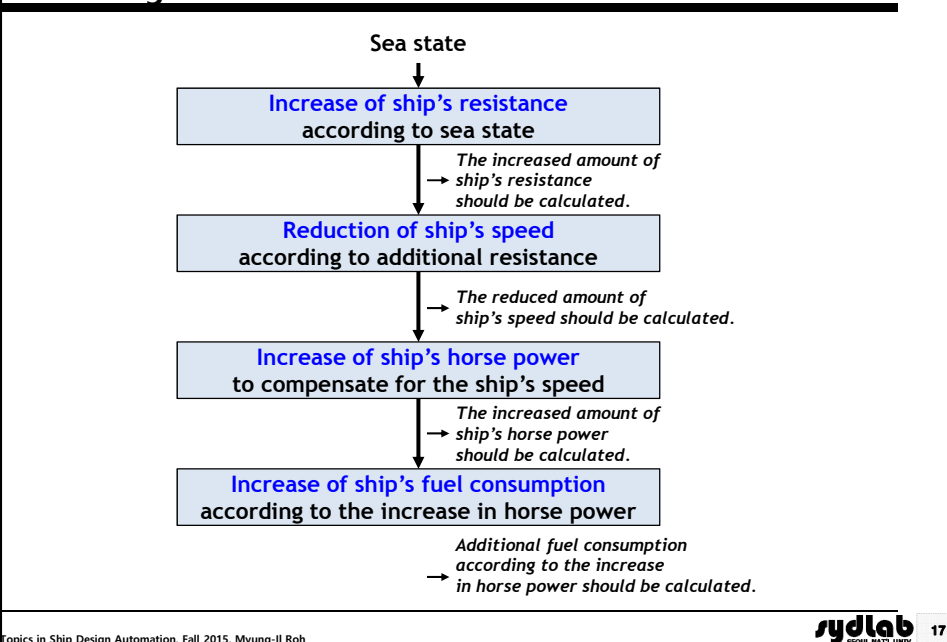 Sea state
Increase of ship's resistance
according to sea state
The increased amount of
ship's resistance
should be calculated.
Reduction of ship's speed
according to additional resistance
The reduced amount of
ship's speed should be calculated.
Increase of ship's horse power
to compensate for the ship's speed
The increased amount of
ship's horse power
should be calculated.
Increase of ship's fuel consumption
according to the increase in horse power
Additional fuel consumption
according to the increase
in horse power should be calculated.
Topics in Ship Design Automation, Fall 2015, Myung-Il Roh
sydlab 17
SEOUL NAT'L UNIV.